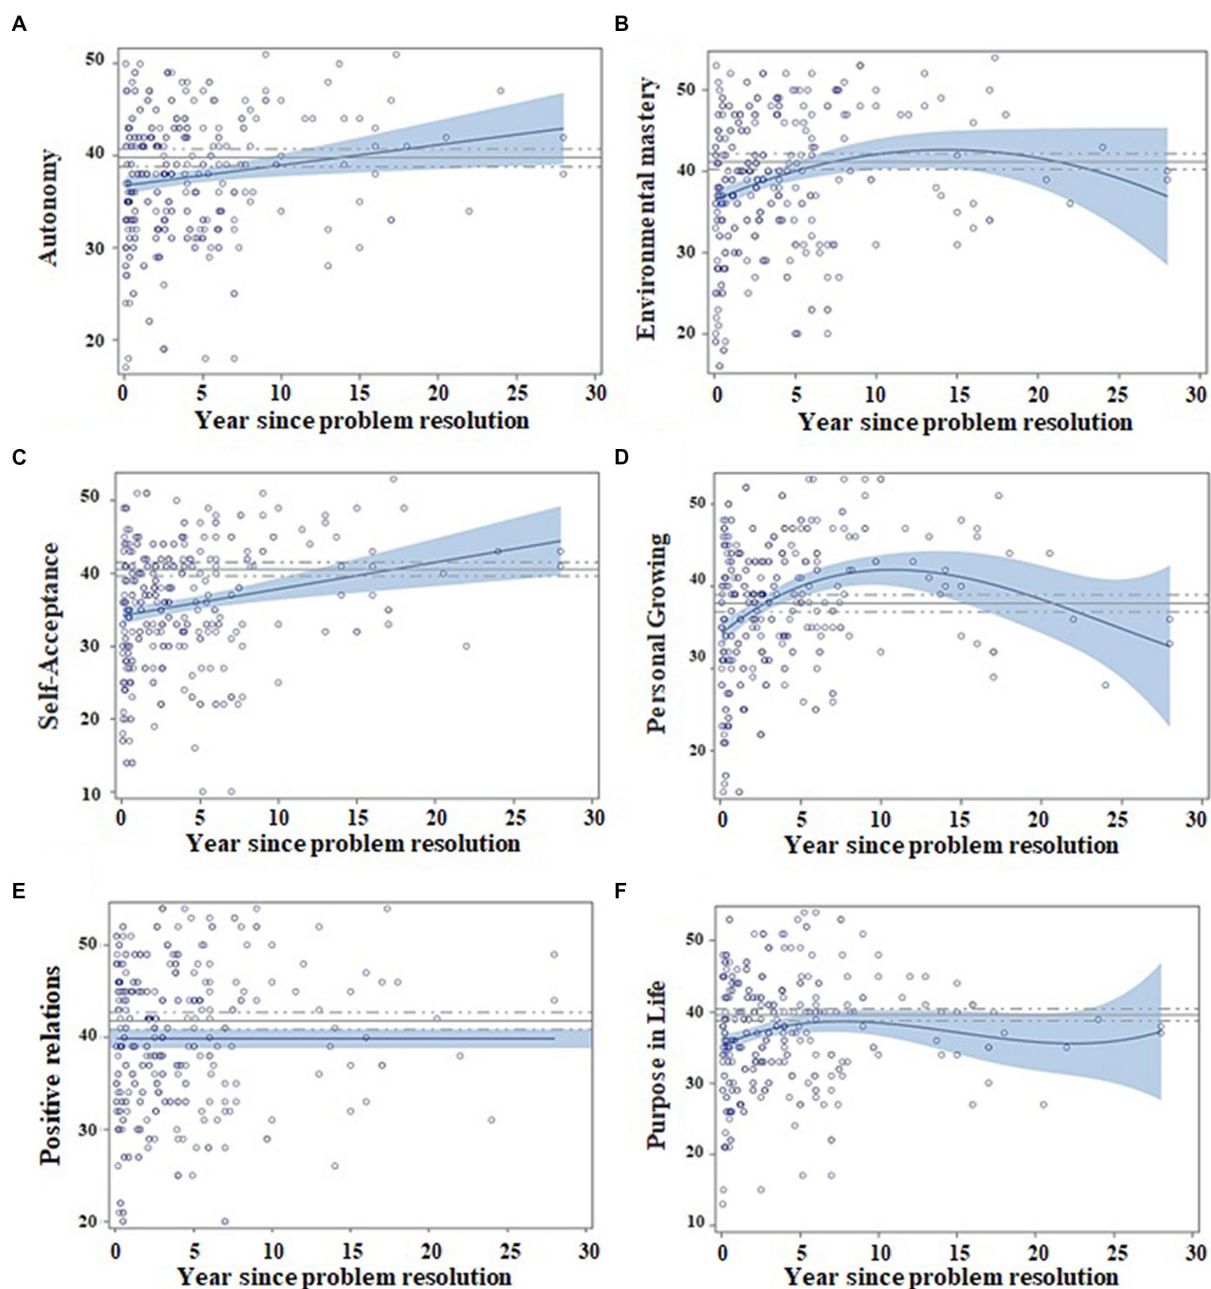 A
50
40
30
20
Autonomy
0 5 10 15 20 25 30
Year since problem resolution
B
50
40
30
20
Environmental mastery
0 5 10 15 20 25 30
Year since problem resolution
C
50
40
30
20
10
Self-Acceptance
0 5 10 15 20 25 30
Year since problem resolution
D
50
40
30
20
Personal Growing
0 5 10 15 20 25 30
Year since problem resolution
E
50
40
30
20
Positive relations
0 5 10 15 20 25 30
Year since problem resolution
F
50
40
30
20
10
Purpose in Life
0 5 10 15 20 25 30
Year since problem resolution